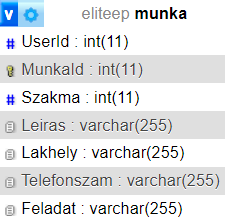 v eliteep munka
# UserId : int(11)
MunkaId : int(11)
# Szakma : int(11)
Leiras : varchar(255)
Lakhely : varchar(255)
Telefonszam : varchar(255)
Feladat : varchar(255)